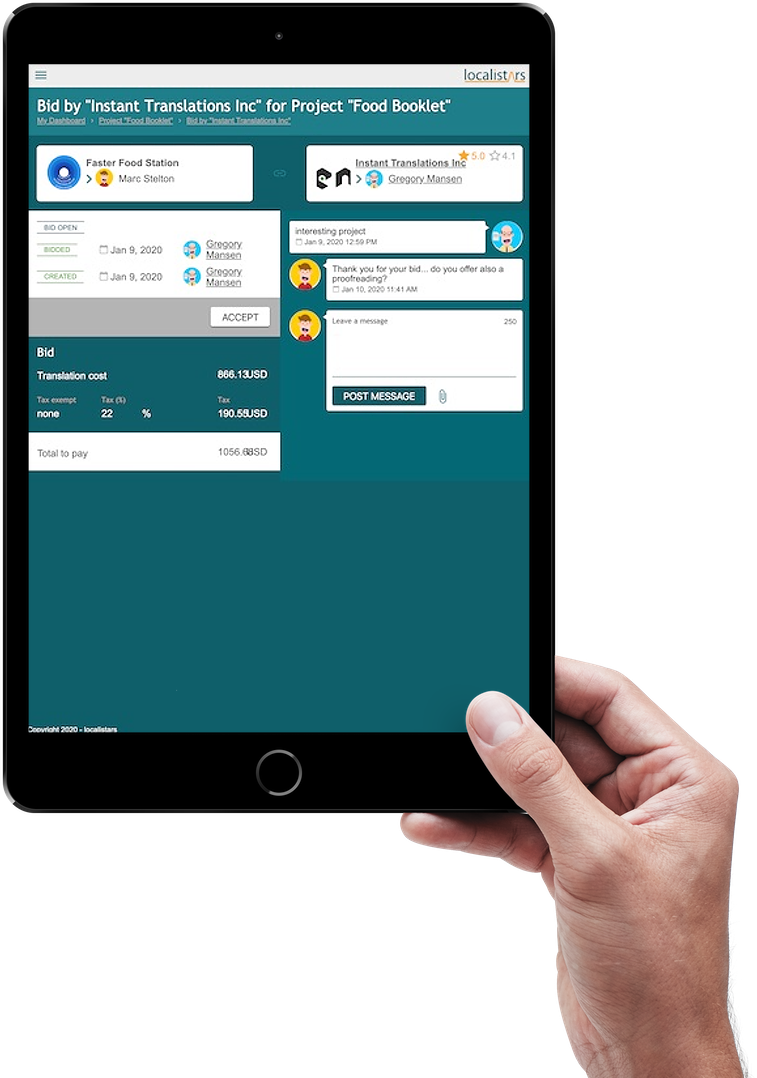 localistars
Bid by "Instant Translations Inc" for Project "Food Booklet"
My Dashboard › Project "Food Booklet" › Bid by "Instant Translations Inc"
Faster Food Station
Marc Stelton
Instant Translations Inc 5.0 4.1
Gregory Mansen
BID OPEN
BIDDED Jan 9, 2020 Gregory Mansen
CREATED Jan 9, 2020 Gregory Mansen
ACCEPT
Bid
Translation cost 866.13USD
Tax exempt Tax (%) Tax
none 22 % 190.55USD
Total to pay USD
interesting project
Jan 9, 2020 12:59 PM
Thank you for your bid... do you offer also a
proofreading?
Jan 10, 2020 11:41 AM
Leave a message 250
POST MESSAGE
Copyright 2020 - localistars